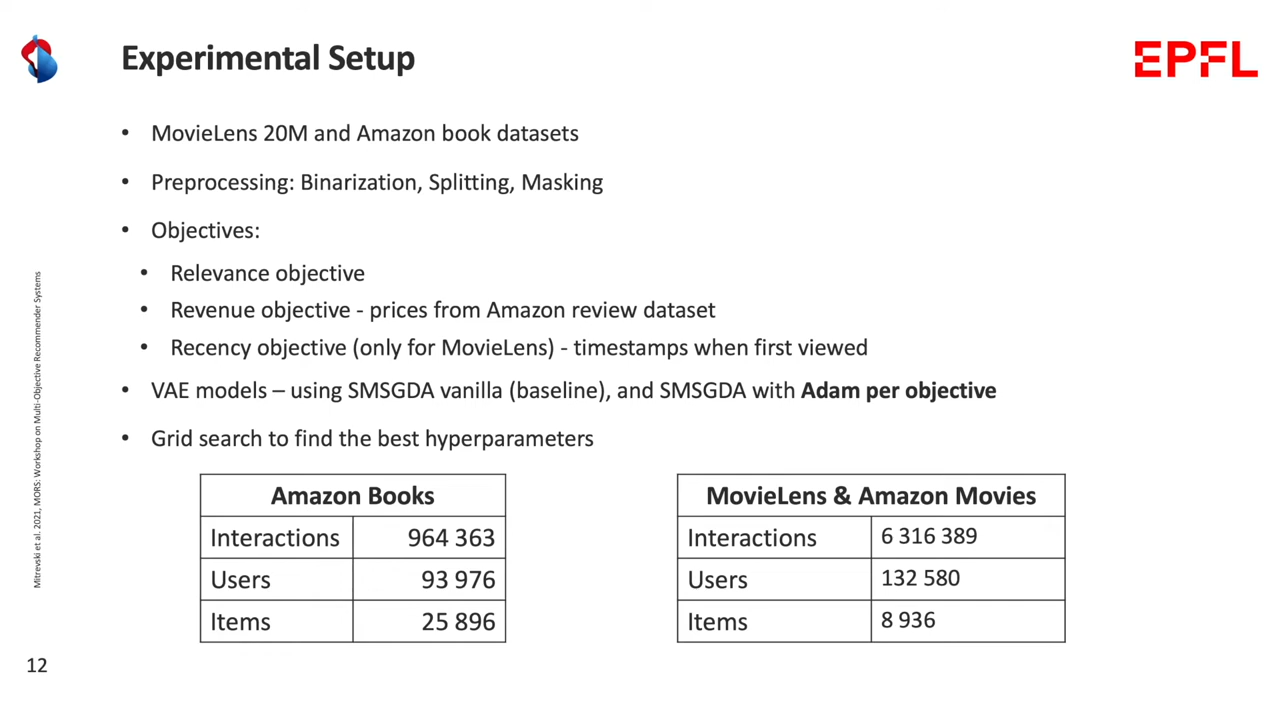 Experimental Setup
EPFL
• MovieLens 20M and Amazon book datasets
• Preprocessing: Binarization, Splitting, Masking
• Objectives:
• Relevance objective
• Revenue objective - prices from Amazon review dataset
• Recency objective (only for MovieLens) - timestamps when first viewed
• VAE models – using SMSGDA vanilla (baseline), and SMSGDA with Adam per objective
• Grid search to find the best hyperparameters
Amazon Books
Interactions 964 363
Users 93 976
Items 25 896
MovieLens & Amazon Movies
Interactions 6 316 389
Users 132 580
Items 8 936
Mitrevski et al. 2021, MORS: Workshop on Multi-Objective Recommender Systems
12